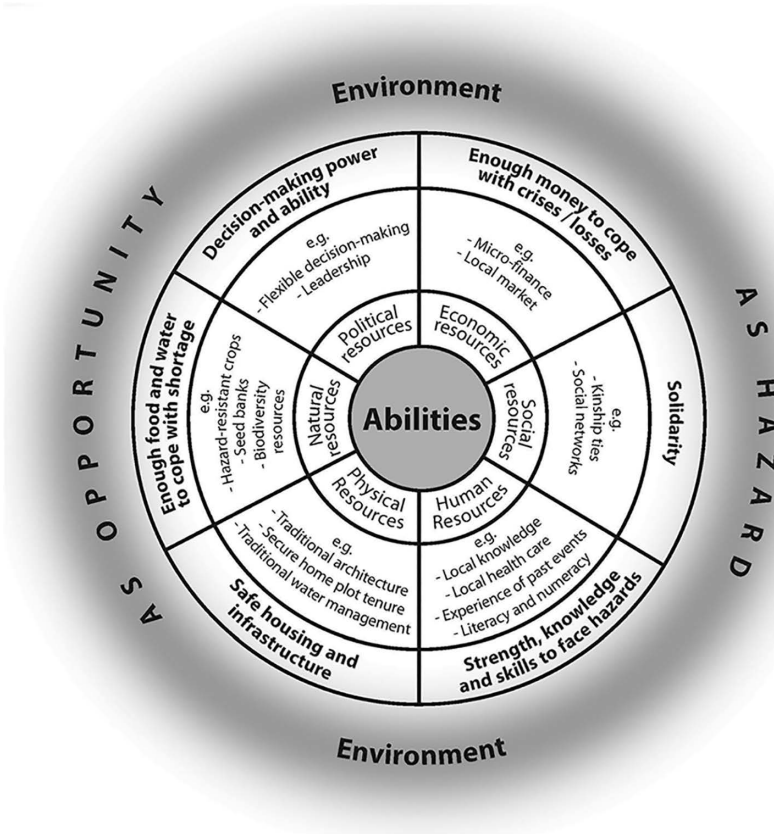 Environment
AS OPPORTUNITY
AS HAZARD
Decision-making power
and ability
e.g.
- Flexible decision-making
- Leadership
Political
resources
Enough money to cope
with crises / losses
e.g.
- Micro-finance
- Local market
Economic
resources
Solidarity
e.g.
- Kinship ties
- Social networks
Social
resources
Strength, knowledge
and skills to face hazards
e.g.
- Local knowledge
- Local health care
- Experience of past events
- Literacy and numeracy
Human
Resources
Safe housing and
infrastructure
e.g.
- Traditional architecture
- Secure home plot tenure
- Traditional water management
Physical
Resources
Enough food and water
to cope with shortage
e.g.
- Hazard-resistant crops
- Seed banks
- Biodiversity
resources
Natural
resources
Abilities
Environment